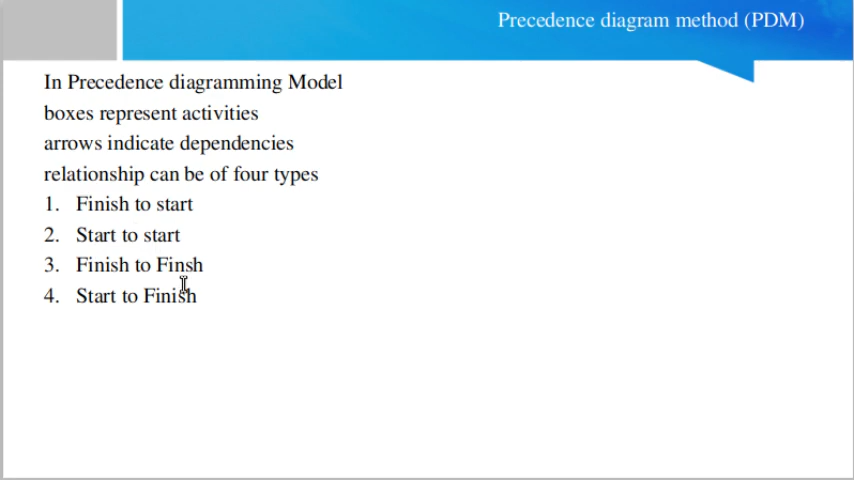 Precedence diagram method (PDM)
In Precedence diagramming Model
boxes represent activities
arrows indicate dependencies
relationship can be of four types
1. Finish to start
2. Start to start
3. Finish to Finsh
4. Start to Finish